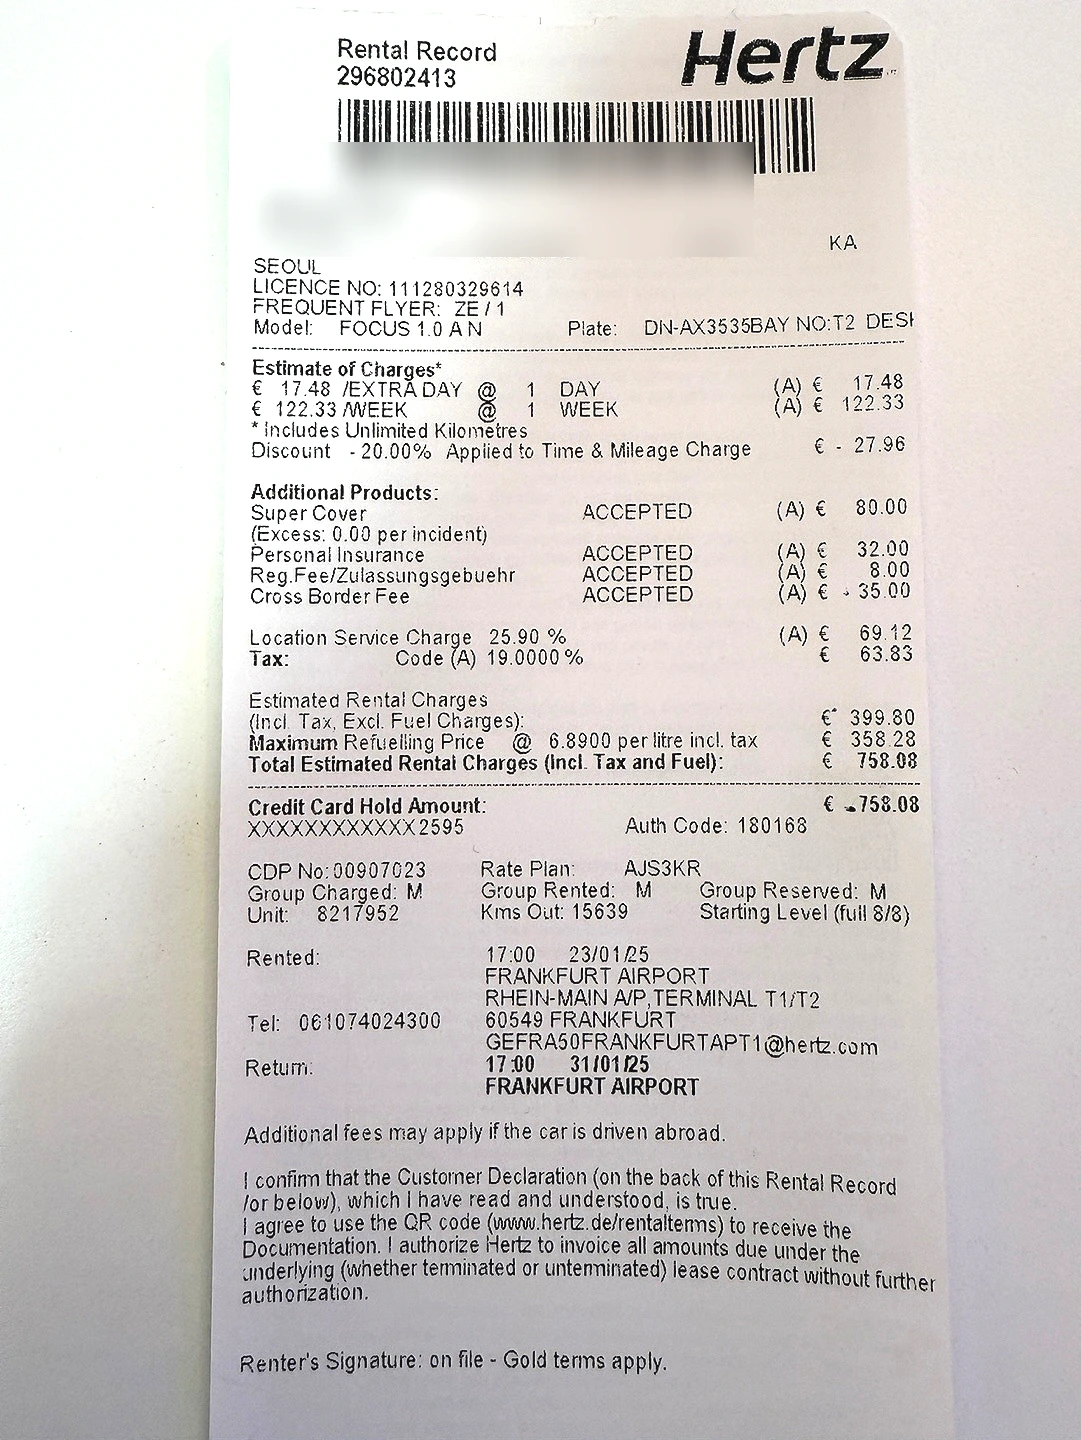 Rental Record
Hertz
296802413
KA
SEOUL
LICENCE NO: 111280329614
FREQUENT FLYER: ZE / 1
Model: FOCUS 1.0 A N Plate: DN-AX3535BAY NO:T2
Estimate of Charges*
€ 17.48 /EXTRA DAY @ 1 DAY (A) € 17.48
€ 122.33 /WEEK @ 1 WEEK (A) € 122.33
* Includes Unlimited Kilometres
Discount - 20.00% Applied to Time & Mileage Charge € - 27.96
Additional Products:
Super Cover ACCEPTED (A) € 80.00
(Excess: 0.00 per incident)
Personal Insurance ACCEPTED (A) € 32.00
Reg.Fee/Zulassungsgebuehr ACCEPTED (A) € 8.00
Cross Border Fee ACCEPTED (A) € 35.00
Location Service Charge 25.90 % (A) € 69.12
Tax: Code (A) 19.0000 % € 63.83
Estimated Rental Charges
(Incl. Tax, Excl. Fuel Charges): €* 399.80
Maximum Refuelling Price @ 6.8900 per litre incl. tax € 358.28
Total Estimated Rental Charges (Incl. Tax and Fuel): € 758.08
Credit Card Hold Amount: € 758.08
XXXXXXXXXXXX2595 Auth Code: 180168
CDP No:00907023 Rate Plan: AJS3KR
Group Charged: M Group Rented: M Group Reserved: M
Unit: 8217952 Kms Out: 15639 Starting Level (full 8/8)
Rented: 17:00 23/01/25
FRANKFURT AIRPORT
RHEIN-MAIN A/P,TERMINAL T1/T2
Tel: 061074024300 60549 FRANKFURT
GEFRA50FRANKFURTAPT1@hertz.com
Return: 17:00 31/01/25
FRANKFURT AIRPORT
Additional fees may apply if the car is driven abroad.
I confirm that the Customer Declaration (on the back of this Rental Record
/or below), which I have read and understood, is true.
I agree to use the QR code (www.hertz.de/rentalterms) to receive the
Documentation. I authorize Hertz to invoice all amounts due under the
underlying (whether terminated or unterminated) lease contract without further
authorization.
Renter's Signature: on file - Gold terms apply.